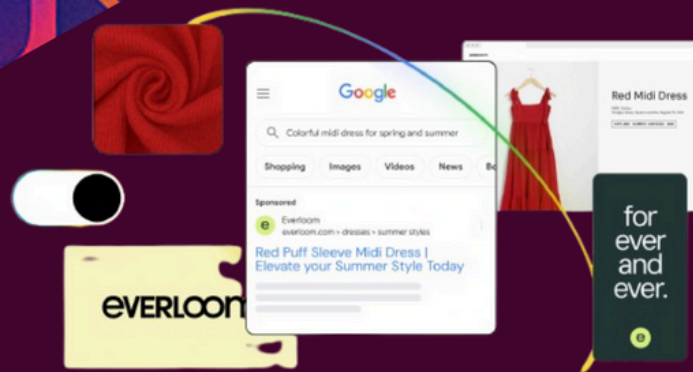 Google
Colorful midi dress for spring and summer
Shopping Images Videos News
Sponsored
e
Everloom
everloom.com › dresses › summer styles
Red Puff Sleeve Midi Dress |
Elevate your Summer Style Today
EVERLOOM
Red Midi Dress
for
ever
and
ever.
e